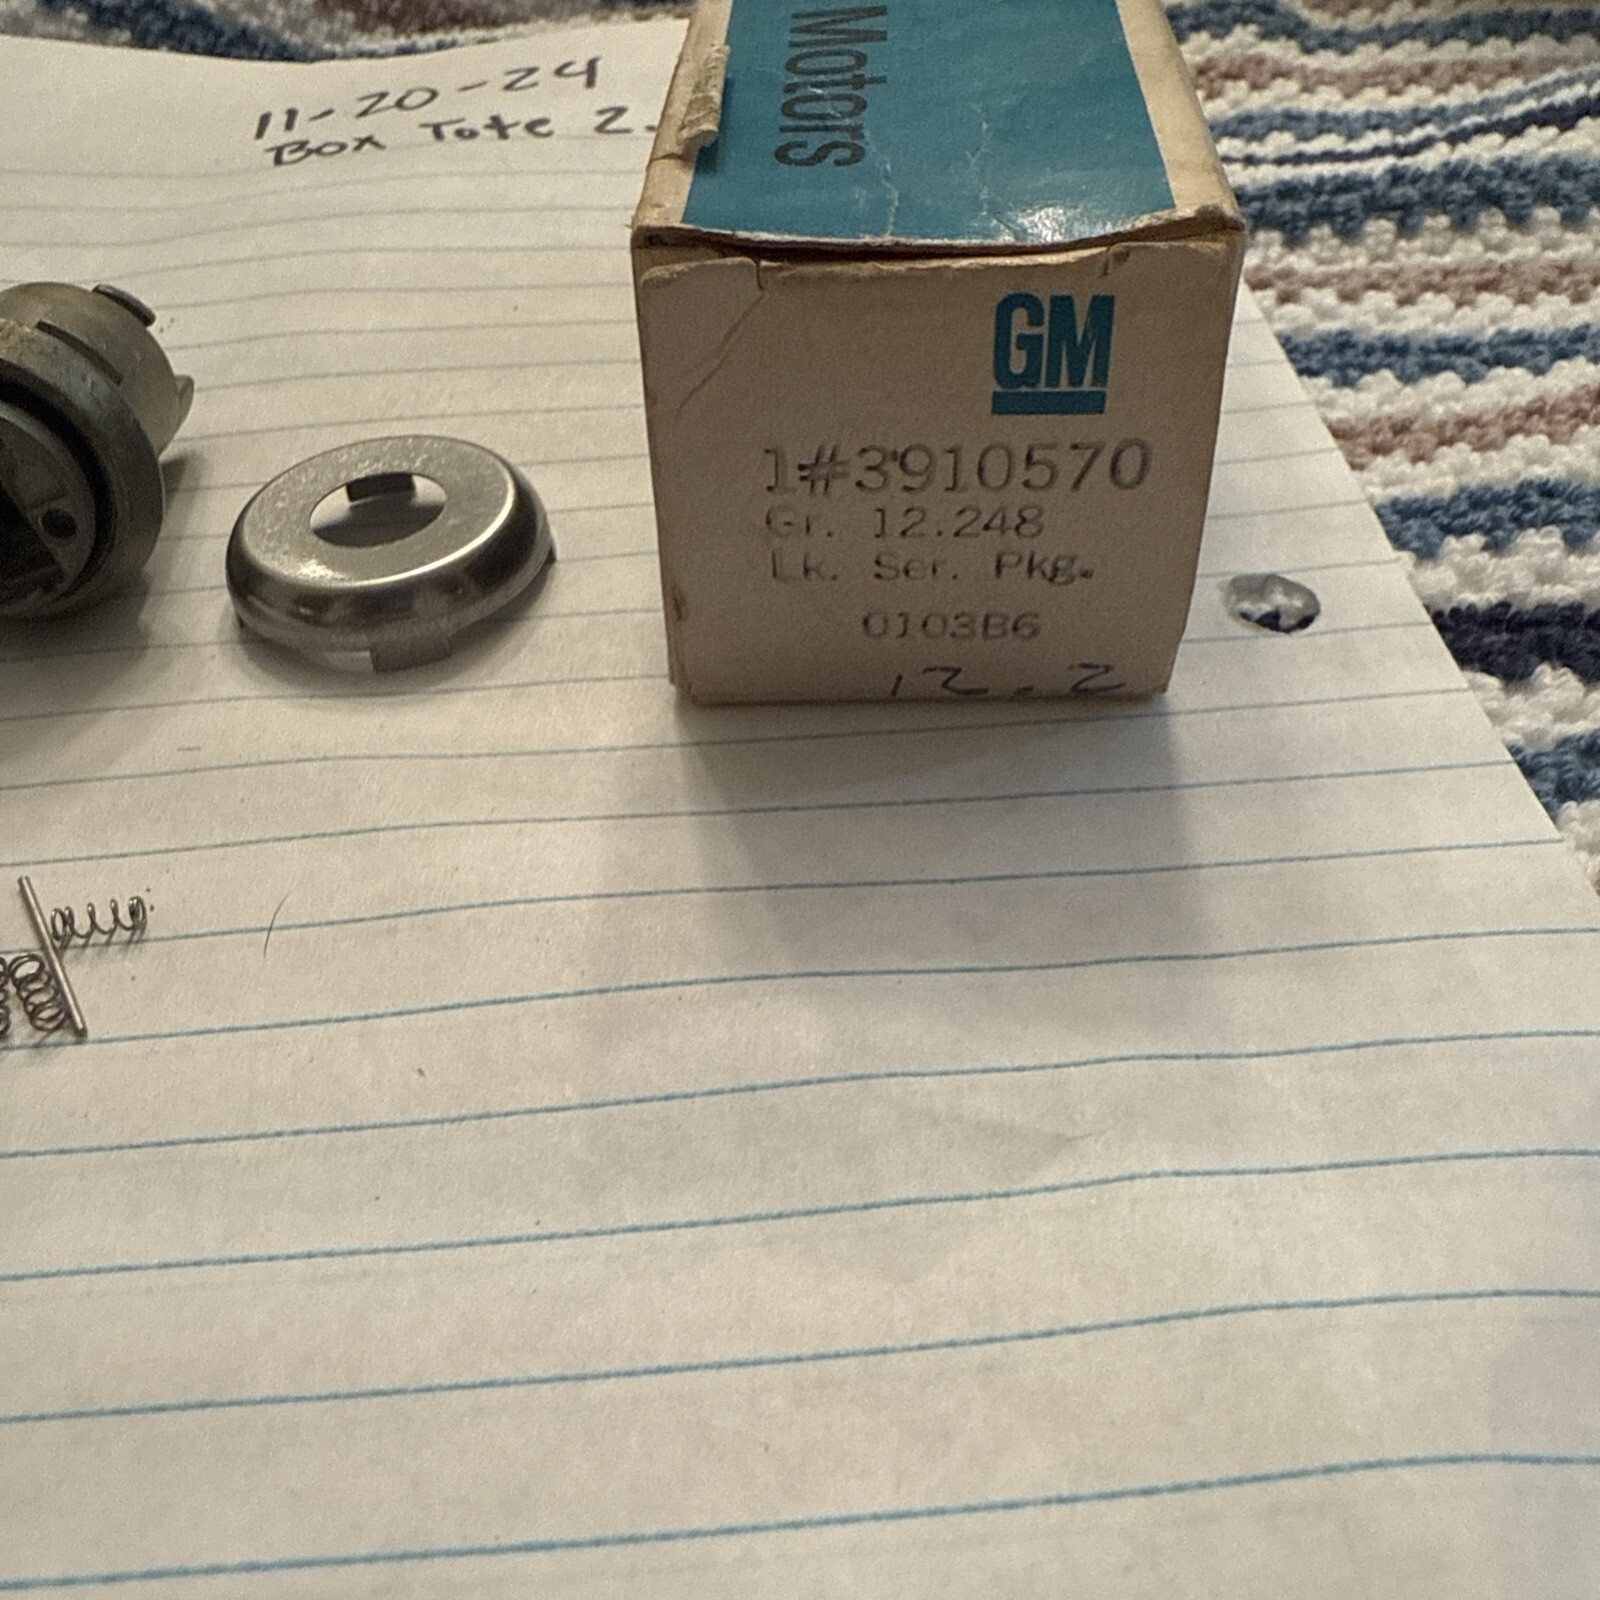 11-20-24
Box Tote 2.
Motors
GM
1#3910570
Gr. 12.248
Lk. Ser. Pkg.
0103B6
12.2